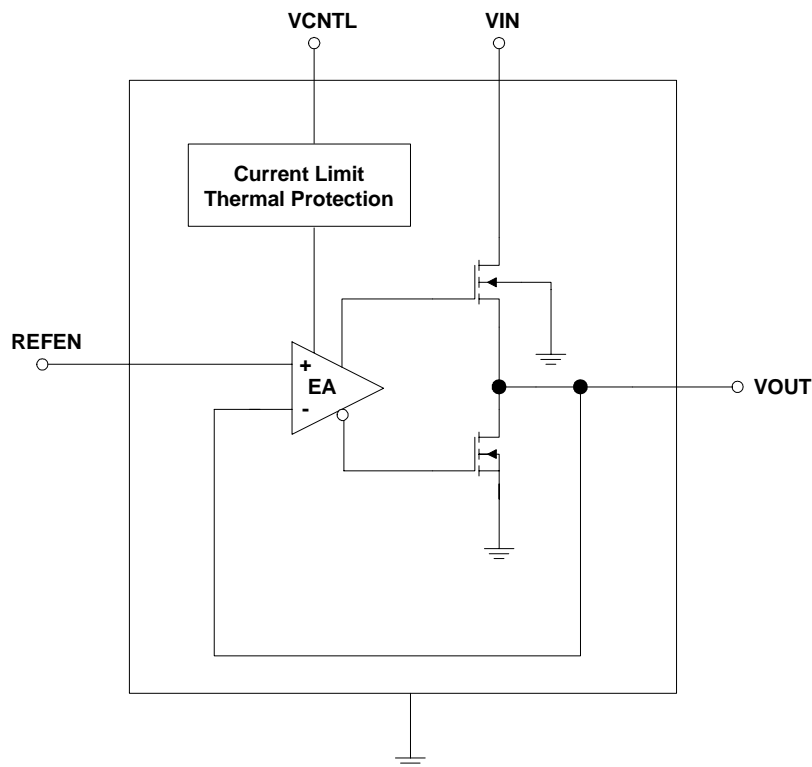 VCNTL
VIN
Current Limit
Thermal Protection
REFEN
+
EA
-
VOUT